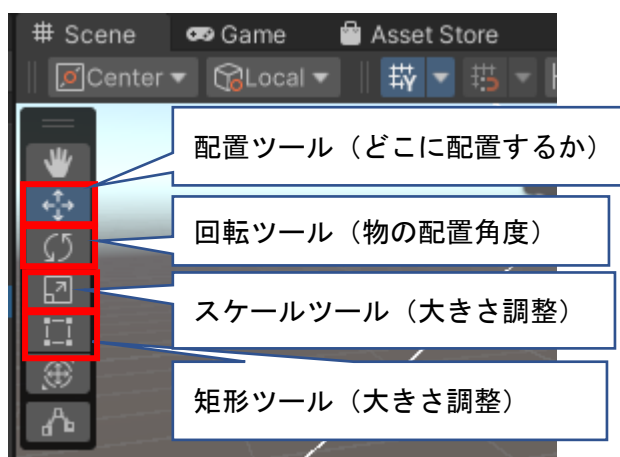 Scene Game Asset Store
Center Local
配置ツール（どこに配置するか）
回転ツール（物の配置角度）
スケールツール（大きさ調整）
矩形ツール（大きさ調整）